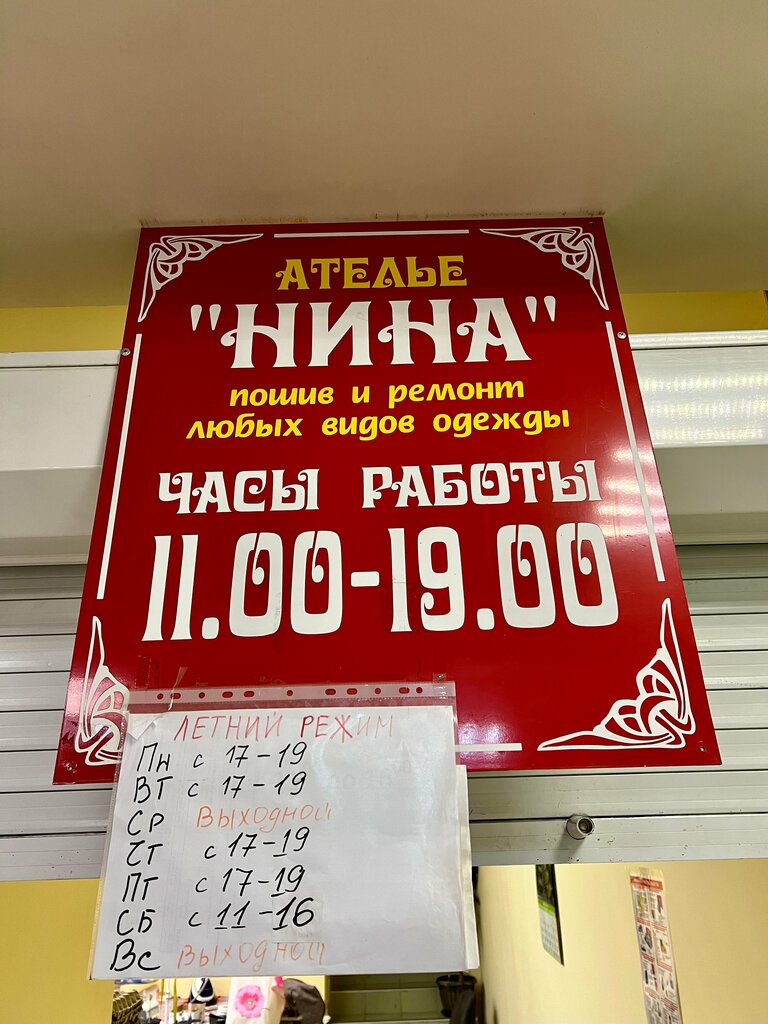 АТЕЛЬЕ
"НИНА"
пошив и ремонт
любых видов одежды
ЧАСЫ РАБОТЫ
11.00-19.00
ЛЕТНИЙ РЕЖИМ
Пн с 17-19
ВТ с 17-19
СР ВЫХОДНОЙ
ЧТ с 17-19
ПТ с 17-19
СБ с 11-16
Вс ВЫХОДНОЙ